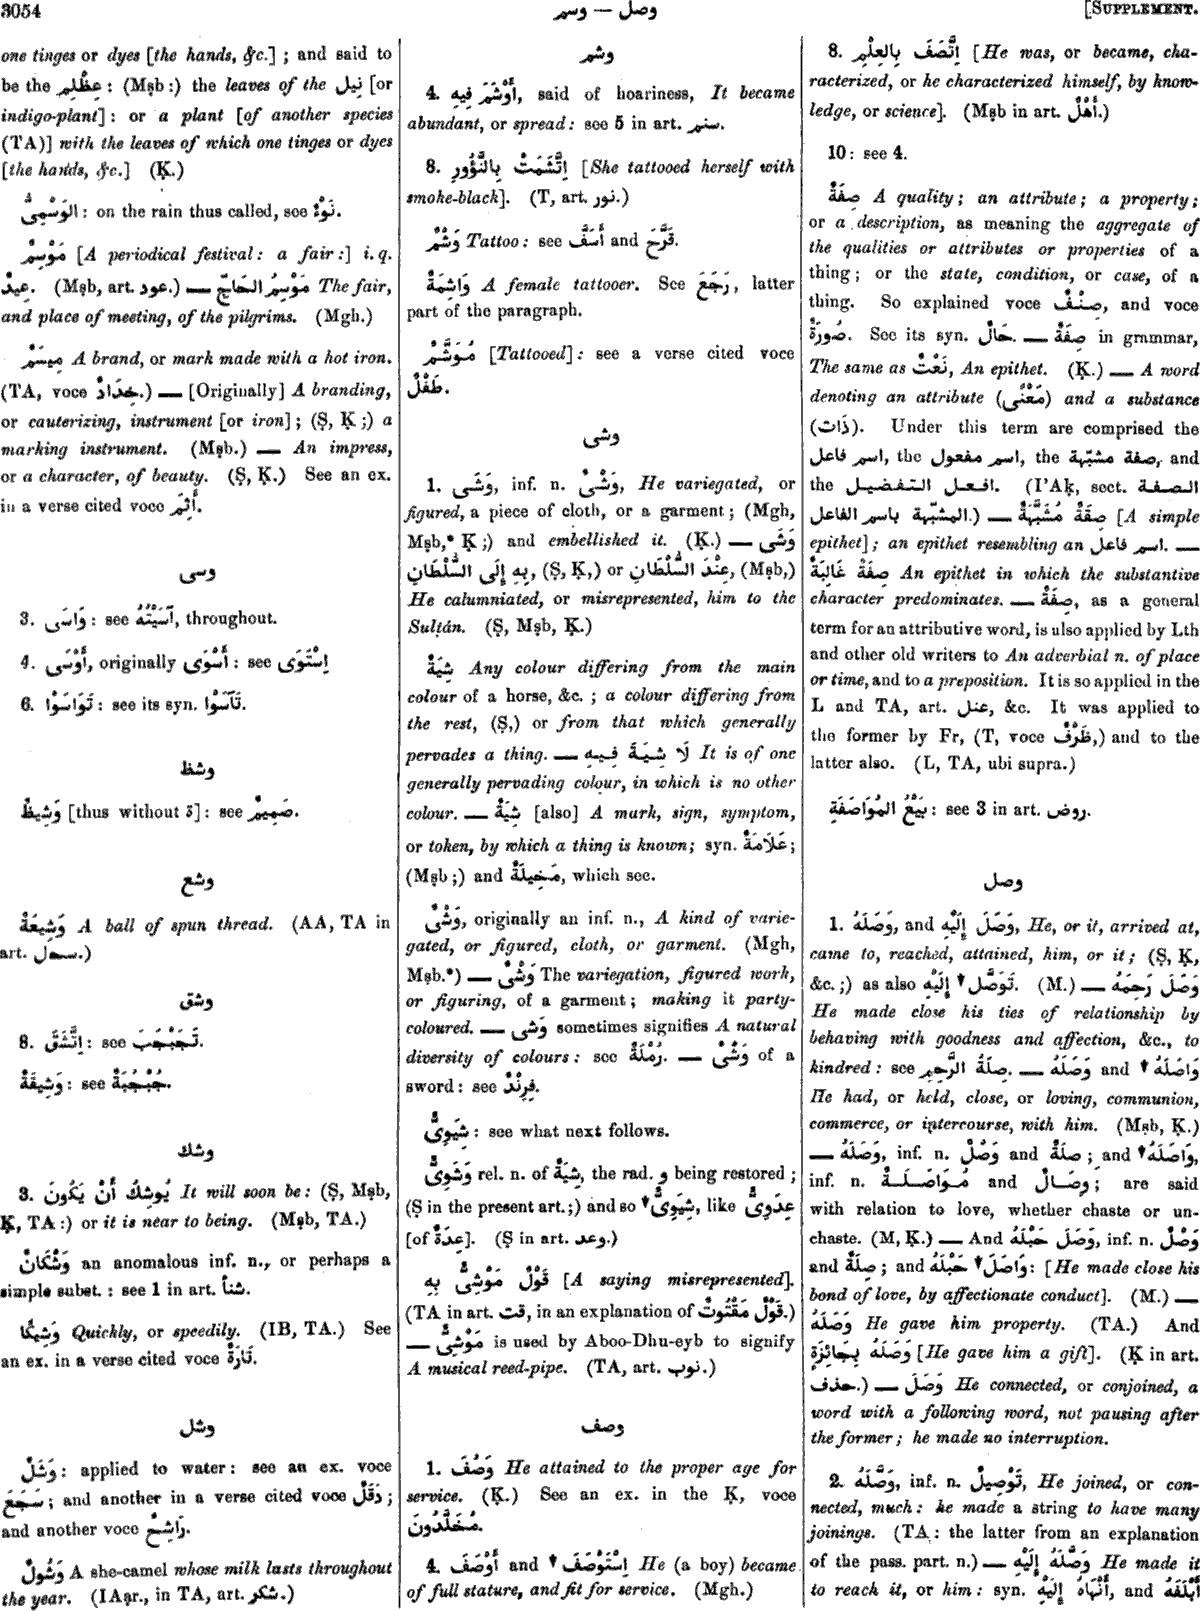 3054
وصل — وسم
[SUPPLEMENT.
one tinges or dyes [the hands, &c.] ; and said to
be the عِظْلِم : (Mṣb :) the leaves of the نِيل [or
indigo-plant] : or a plant [of another species
(TA)] with the leaves of which one tinges or dyes
[the hands, &c.] (Ḳ.)
الوَسْمِىُّ : on the rain thus called, see نَوْءٌ.
مَوْسِمٌ [A periodical festival : a fair :] i. q.
عِيدٌ. (Mṣb, art. عود.) — مَوْسِمُ الحَاجِّ The fair,
and place of meeting, of the pilgrims. (Mgh.)
مِيسَمٌ A brand, or mark made with a hot iron.
(TA, voce خِدَادٌ.) — [Originally] A branding,
or cauterizing, instrument [or iron] ; (Ṣ, Ḳ ;) a
marking instrument. (Mṣb.) — An impress,
or a character, of beauty. (Ṣ, Ḳ.) See an ex.
in a verse cited voce أَثِمَ.
وسى
3. وَاسَى : see آسَيْتُهُ, throughout.
4. أَوْسَى, originally أَسْوَى : see اِسْتَوَى
6. تَوَاسَوْا : see its syn. تَآسَوْا.
وشظ
وَشِيظٌ [thus without ة] : see صَمِيمٌ.
وشع
وَشِيعَةٌ A ball of spun thread. (AA, TA in
art. سحل.)
وشق
8. اِتَّشَقَ : see تَجَبْجَبَ.
وَشِيقَةٌ : see جُبْجُبَةٌ.
وشك
3. يُوشِكُ أَنْ يَكُونَ It will soon be : (Ṣ, Mṣb,
Ḳ, TA :) or it is near to being. (Mṣb, TA.)
وَشْكَانَ an anomalous inf. n., or perhaps a
simple subst. : see 1 in art. شنأ.
وَشِيكًا Quickly, or speedily. (IB, TA.) See
an ex. in a verse cited voce تَارَةً.
وشل
وَشَلٌ : applied to water : see an ex. voce
سَجَعَ ; and another in a verse cited voce دَقَلٌ ;
and another voce رَاشِحٌ.
وَشُولٌ A she-camel whose milk lasts throughout
the year. (IAạr., in TA, art. شكر.)
وشم
4. أَوْشَمَ فِيهِ, said of hoariness, It became
abundant, or spread : see 5 in art. سنم.
8. اِتَّشَمَتْ بِالنَّؤُورِ [She tattooed herself with
smoke-black]. (T, art. نور.)
وَشْمٌ Tattoo : see أَسَفَّ and قَرَّحَ.
وَاشِمَةٌ A female tattooer. See رَجَعَ, latter
part of the paragraph.
مُوَشَّمٌ [Tattooed] : see a verse cited voce
طَفْلٌ.
وشى
1. وَشَى, inf. n. وَشْىٌ, He variegated, or
figured, a piece of cloth, or a garment ; (Mgh,
Mṣb,* Ḳ ;) and embellished it. (Ḳ.) — وَشَى
بِهِ إِلَى السُّلْطَانِ, (Ṣ, Ḳ,) or عِنْدَ السُّلْطَانِ, (Mṣb,)
He calumniated, or misrepresented, him to the
Sulṭán. (Ṣ, Mṣb, Ḳ.)
شِيَةٌ Any colour differing from the main
colour of a horse, &c. ; a colour differing from
the rest, (Ṣ,) or from that which generally
pervades a thing. — لَا شِيَةَ فِيهِ It is of one
generally pervading colour, in which is no other
colour. — شِيَةٌ [also] A mark, sign, symptom,
or token, by which a thing is known ; syn. عَلَامَةٌ ;
(Mṣb ;) and مَخِيلَةٌ, which see.
وَشْىٌ, originally an inf. n., A kind of varie-
gated, or figured, cloth, or garment. (Mgh,
Mṣb.*) — وَشْىٌ The variegation, figured work,
or figuring, of a garment ; making it party-
coloured. — وَشى sometimes signifies A natural
diversity of colours : see رُمْلَةٌ. — وَشْىٌ of a
sword : see فِرِنْدٌ.
شِيَوِىٌّ : see what next follows.
وَشَوِىٌّ rel. n. of شِيَةٌ, the rad. و being restored ;
(Ṣ in the present art. ;) and so شِيَوِىٌّ, like عِدَوِىٌّ
[of عِدَةٌ]. (Ṣ in art. وعد.)
قَوْلٌ مَوْشِىٌّ بِهِ [A saying misrepresented].
(TA in art. قت, in an explanation of قَوْلٌ مَقْتُوتٌ.)
— مَوْشِىٌّ is used by Aboo-Dhu-eyb to signify
A musical reed-pipe. (TA, art. نوب.)
وصف
1. وَصُفَ He attained to the proper age for
service. (Ḳ.) See an ex. in the Ḳ, voce
مُخَلَّدُونَ.
4. أَوْصَفَ and اِسْتَوْصَفَ He (a boy) became
of full stature, and fit for service. (Mgh.)
8. اِتَّصَفَ بِالعِلْمِ [He was, or became, cha-
racterized, or he characterized himself, by know-
ledge, or science]. (Mṣb in art. أَهْلٌ.)
10 : see 4.
صِفَةٌ A quality ; an attribute ; a property ;
or a description, as meaning the aggregate of
the qualities or attributes or properties of a
thing ; or the state, condition, or case, of a
thing. So explained voce صِنْفٌ, and voce
صُورَةٌ. See its syn. حَالٌ. — صِفَةٌ in grammar,
The same as نَعْتٌ, An epithet. (Ḳ.) — A word
denoting an attribute (مَعْنًى) and a substance
(ذَات). Under this term are comprised the
اسم فاعل, the اسم مفعول, the صفة مشبّهة, and
the افعل التفضيل. (I'Aḳ, sect. الصفة
المشبّهة باسم الفاعل.) — صِفَةٌ مُشَبَّهَةٌ [A simple
epithet] ; an epithet resembling an اسم فاعل. —
صِفَةٌ غَالِبَةٌ An epithet in which the substantive
character predominates. — صِفَةٌ, as a general
term for an attributive word, is also applied by Lth
and other old writers to An adverbial n. of place
or time, and to a preposition. It is so applied in the
L and TA, art. عند, &c. It was applied to
the former by Fr, (T, voce ظَرْفٌ,) and to the
latter also. (L, TA, ubi supra.)
بَيْعُ المُوَاصَفَةِ : see 3 in art. روض.
وصل
1. وَصَلَهُ, and وَصَلَ إِلَيْهِ, He, or it, arrived at,
came to, reached, attained, him, or it ; (Ṣ, Ḳ,
&c. ;) as also تَوَصَّلَ إِلَيْهِ. (M.) — وَصَلَ رَحِمَهُ
He made close his ties of relationship by
behaving with goodness and affection, &c., to
kindred : see صِلَةُ الرَّحِمِ. — وَصَلَهُ and وَاصَلَهُ
He had, or held, close, or loving, communion,
commerce, or intercourse, with him. (Mṣb, Ḳ.)
— وَصَلَهُ, inf. n. وَصْلٌ and صِلَةٌ ; and وَاصَلَهُ,
inf. n. مُوَاصَلَةٌ and وِصَالٌ ; are said
with relation to love, whether chaste or un-
chaste. (M, Ḳ.) — And وَصَلَ حَبْلَهُ, inf. n. وَصْلٌ
and صِلَةٌ ; and وَاصَلَ حَبْلَهُ : [He made close his
bond of love, by affectionate conduct]. (M.) —
وَصَلَهُ He gave him property. (TA.) And
وَصَلَهُ بِجَائِزَةٍ [He gave him a gift]. (Ḳ in art.
حذف.) — وَصَلَ He connected, or conjoined, a
word with a following word, not pausing after
the former ; he made no interruption.
2. وَصَّلَهُ, inf. n. تَوْصِيلٌ, He joined, or con-
nected, much : he made a string to have many
joinings. (TA : the latter from an explanation
of the pass. part. n.) — وَصَّلَهُ إِلَيْهِ He made it
to reach it, or him : syn. أَنْهَاهُ إِلَيْهِ, and أَبْلَغَهُ